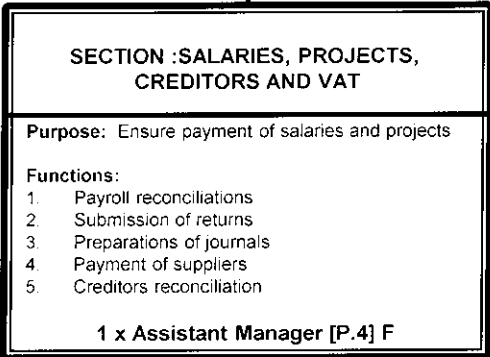 SECTION :SALARIES, PROJECTS,
CREDITORS AND VAT
Purpose: Ensure payment of salaries and projects
Functions:
1. Payroll reconciliations
2. Submission of returns
3. Preparations of journals
4. Payment of suppliers
5. Creditors reconciliation
1 x Assistant Manager [P.4] F